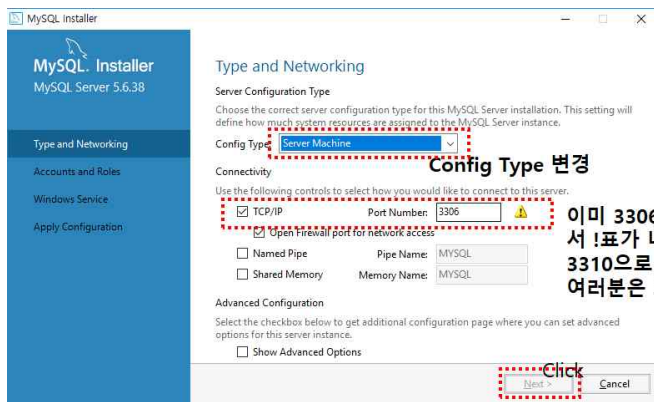 MySQL Installer
MySQL. Installer
MySQL Server 5.6.38
Type and Networking
Accounts and Roles
Windows Service
Apply Configuration
Type and Networking
Server Configuration Type
Choose the correct server configuration type for this MySQL Server installation. This setting will
define how much system resources are assigned to the MySQL Server instance.
Config Type: Server Machine
Config Type 변경
Connectivity
Use the following controls to select how you would like to connect to this server.
TCP/IP Port Number: 3306
Open Firewall port for network access
Named Pipe Pipe Name: MYSQL
Shared Memory Memory Name: MYSQL
이미 3306
서 !표가
3310으로
여러분은
Advanced Configuration
Select the checkbox below to get additional configuration page where you can set advanced
options for this server instance.
Show Advanced Options
Click
Next > Cancel